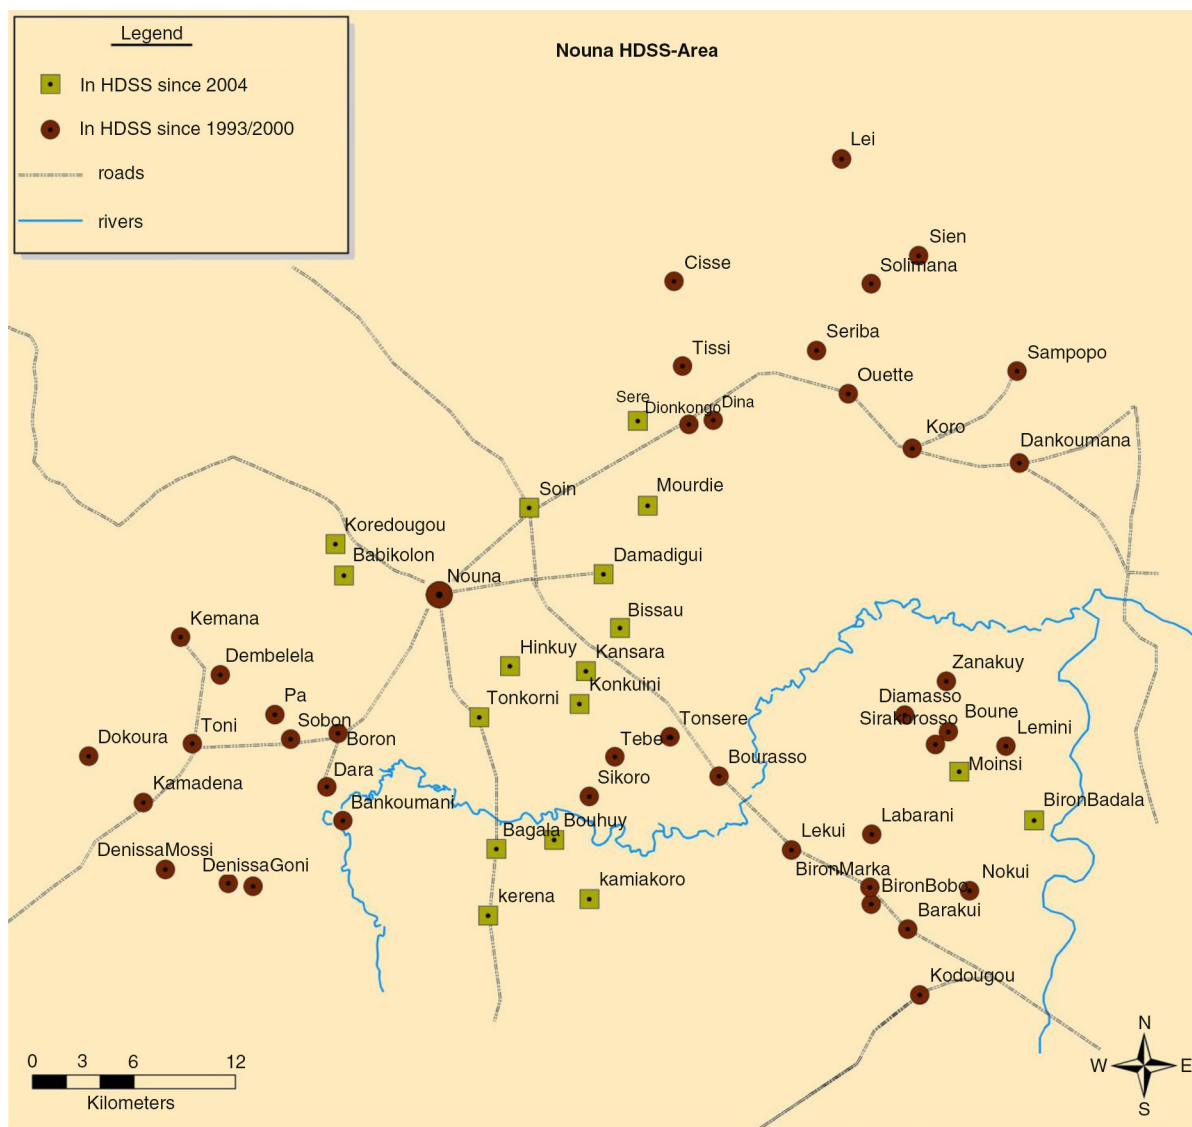 Legend
Nouna HDSS-Area
In HDSS since 2004
In HDSS since 1993/2000
roads
rivers
Lei
Sien
Solimana
Cisse
Seriba
Tissi
Sampopo
Ouette
Sere
Dionkongo
Dina
Koro
Dankoumana
Soin
Mourdie
Koredougou
Babikolon
Damadigui
Nouna
Bissau
Kemana
Hinkuy
Kansara
Dembelela
Zanakuy
Konkuini
Pa
Tonkorni
Diamasso
Sirakorosso
Boune
Sobon
Tonsere
Toni
Lemini
Dokoura
Boron
Tebe
Bourasso
Moinsi
Dara
Sikoro
Kamadena
Bankoumani
BironBadala
Bouhuy
Labarani
Bagala
Lekui
DenissaMossi
DenissaGoni
BironMarka
Nokui
kamiakoro
BironBobo
kerena
Barakui
Kodougou
N
W
E
S
0 3 6 12
Kilometers